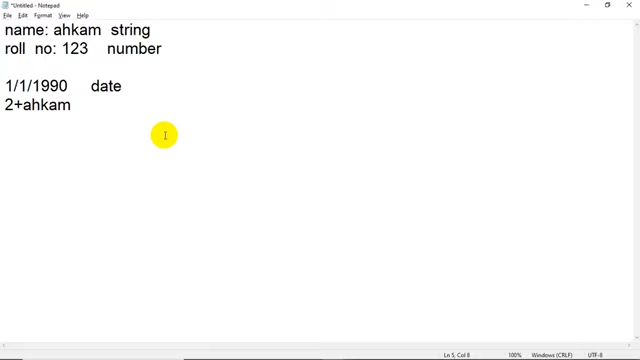 *Untitled - Notepad
File Edit Format View Help
name: ahkam string
roll no: 123 number
1/1/1990 date
2+ahkam
Ln 5, Col 8 100% Windows (CRLF) UTF-8